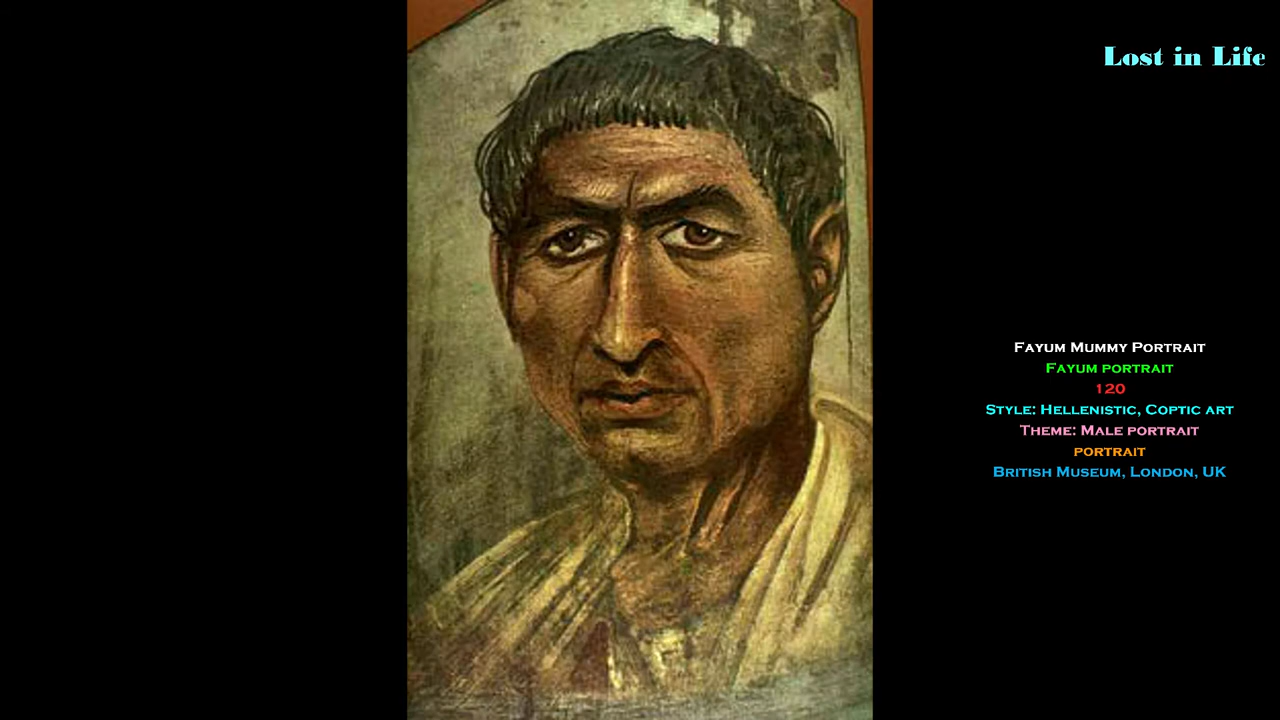 Lost in Life
Fayum Mummy Portrait
Fayum portrait
120
Style: Hellenistic, Coptic art
Theme: Male portrait
portrait
British Museum, London, UK